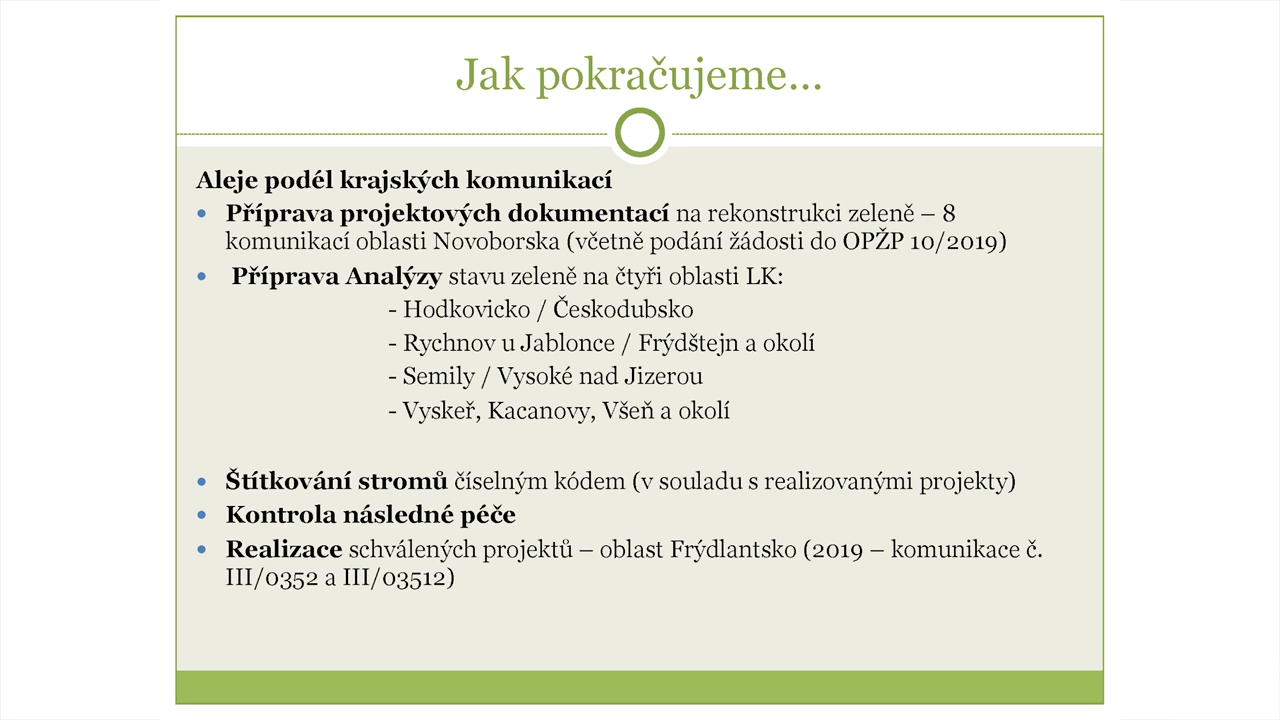 Jak pokračujeme...
Aleje podél krajských komunikací
• Příprava projektových dokumentací na rekonstrukci zeleně – 8
komunikací oblasti Novoborska (včetně podání žádosti do OPŽP 10/2019)
• Příprava Analýzy stavu zeleně na čtyři oblasti LK:
- Hodkovicko / Českodubsko
- Rychnov u Jablonce / Frýdštejn a okolí
- Semily / Vysoké nad Jizerou
- Vyskeř, Kacanovy, Všeň a okolí
• Štítkování stromů číselným kódem (v souladu s realizovanými projekty)
• Kontrola následné péče
• Realizace schválených projektů – oblast Frýdlantsko (2019 – komunikace č.
III/0352 a III/03512)